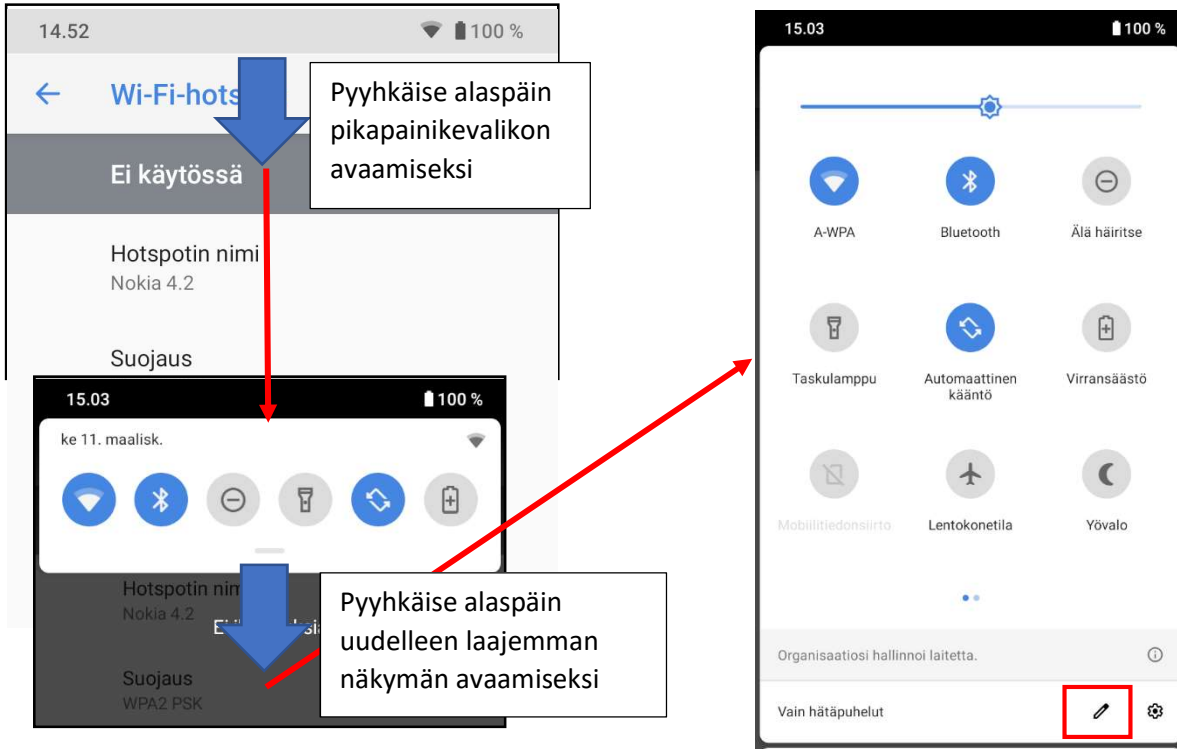 14.52
100 %
Wi-Fi-hots
Pyyhkäise alaspäin
pikapainikevalikon
avaamiseksi
Ei käytössä
Hotspotin nimi
Nokia 4.2
Suojaus
15.03
100 %
ke 11. maalisk.
Hotspotin nim
Nokia 4.2
Suojaus
WPA2 PSK
Pyyhkäise alaspäin
uudelleen laajemman
näkymän avaamiseksi
15.03
100 %
A-WPA
Bluetooth
Älä häiritse
Taskulamppu
Automaattinen
kääntö
Virransäästö
Mobiilitiedonsiirto
Lentokonetila
Yövalo
Organisaatiosi hallinnoi laitetta.
Vain hätäpuhelut